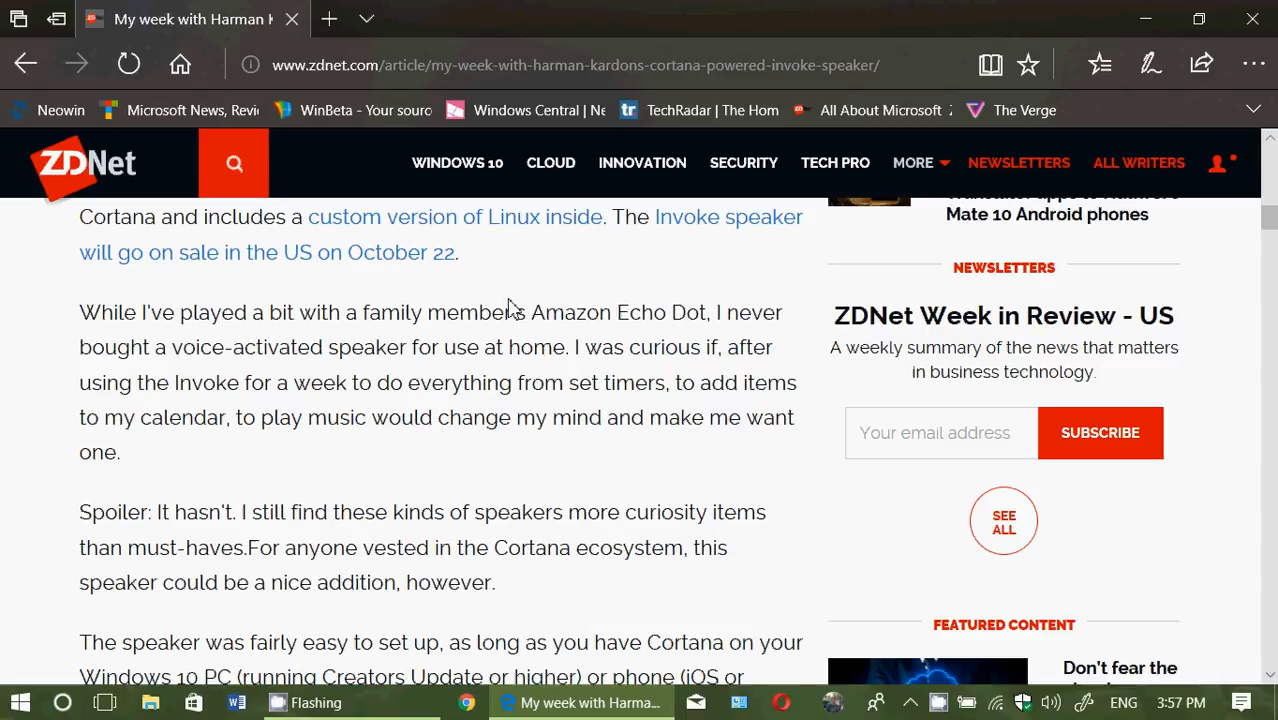 My week with Harman K
www.zdnet.com/article/my-week-with-harman-kardons-cortana-powered-invoke-speaker/
Neowin
Microsoft News, Revi
WinBeta - Your sourc
Windows Central | Ne
TechRadar | The Hom
All About Microsoft
The Verge
ZDNet
WINDOWS 10
CLOUD
INNOVATION
SECURITY
TECH PRO
MORE
NEWSLETTERS
ALL WRITERS
Cortana and includes a custom version of Linux inside. The Invoke speaker
will go on sale in the US on October 22.
While I've played a bit with a family member's Amazon Echo Dot, I never
bought a voice-activated speaker for use at home. I was curious if, after
using the Invoke for a week to do everything from set timers, to add items
to my calendar, to play music would change my mind and make me want
one.
Spoiler: It hasn't. I still find these kinds of speakers more curiosity items
than must-haves.For anyone vested in the Cortana ecosystem, this
speaker could be a nice addition, however.
The speaker was fairly easy to set up, as long as you have Cortana on your
Windows 10 PC (running Creators Update or higher) or phone (iOS or
Mate 10 Android phones
NEWSLETTERS
ZDNet Week in Review - US
A weekly summary of the news that matters
in business technology.
Your email address
SUBSCRIBE
SEE
ALL
FEATURED CONTENT
Don't fear the
Flashing
My week with Harma...
ENG
3:57 PM